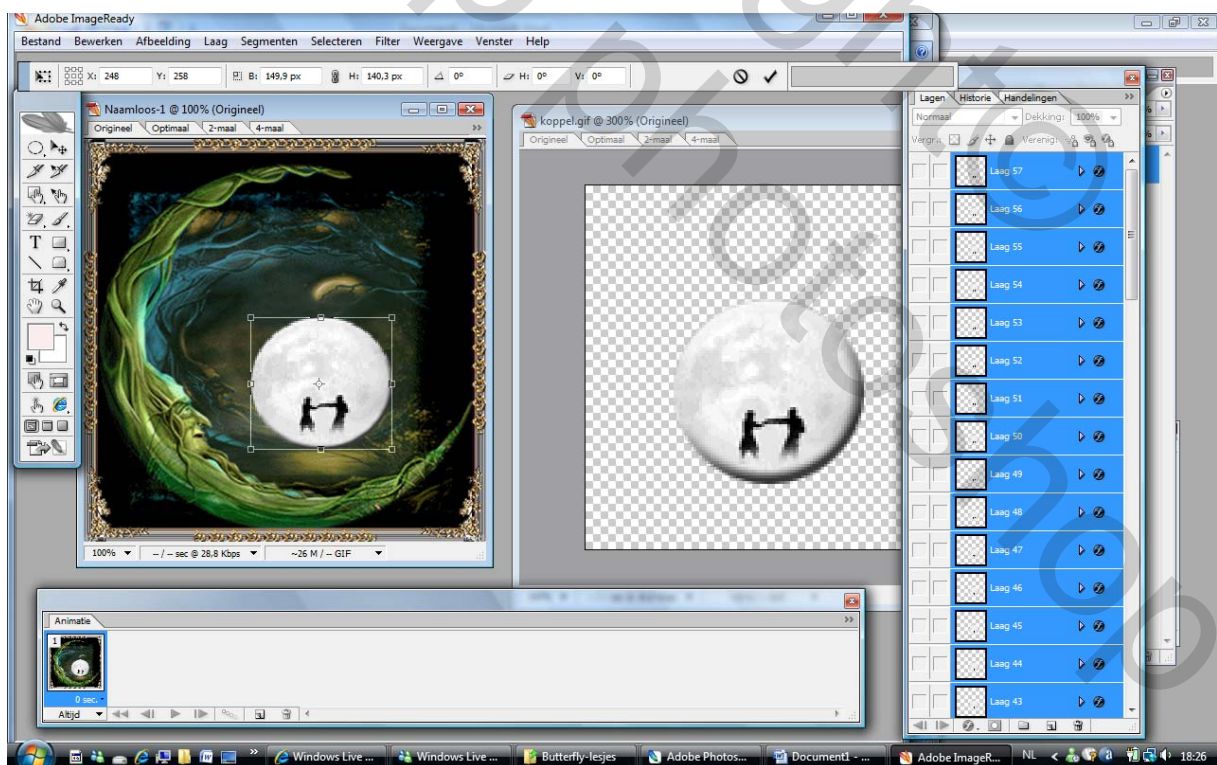 Adobe ImageReady
Bestand Bewerken Afbeelding Laag Segmenten Selecteren Filter Weergave Venster Help
X: 248 Y: 258 B: 149,9 px H: 140,3 px 0° H: 0° V: 0°
Naamloos-1 @ 100% (Origineel)
Origineel Optimaal 2-maal 4-maal
koppel.gif @ 300% (Origineel)
Origineel Optimaal 2-maal 4-maal
Lagen Historie Handelingen
Normaal Dekking: 100%
Verenig:
Laag 57
Laag 56
Laag 55
Laag 54
Laag 53
Laag 52
Laag 51
Laag 50
Laag 49
Laag 48
Laag 47
Laag 46
Laag 45
Laag 44
Laag 43
T
100% -- / -- sec @ 28,8 Kbps ~26 M / -- GIF
Animatie
1
0 sec.
Altijd
Windows Live ... Windows Live ... Butterfly-lesjes Adobe Photos... Document1 - ... Adobe ImageR... NL 18:26